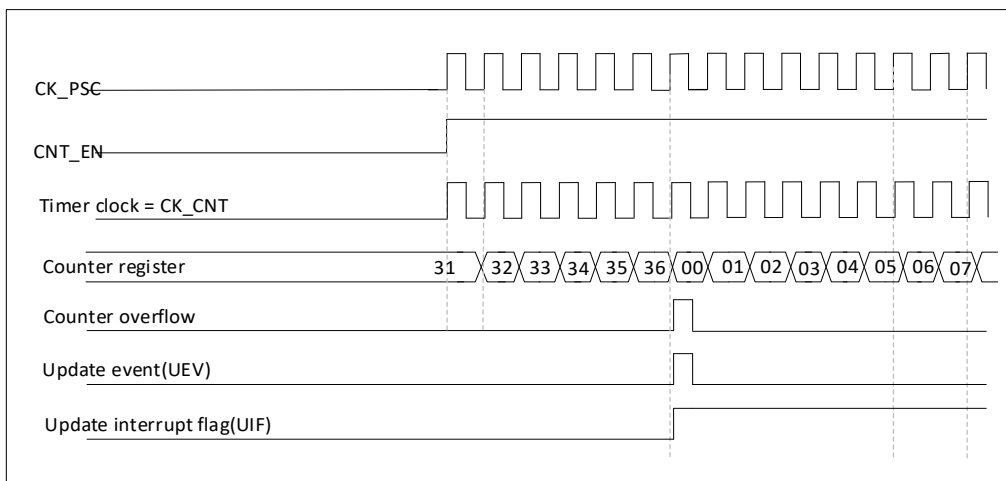 CK_PSC
CNT_EN
Timer clock = CK_CNT
Counter register 31 32 33 34 35 36 00 01 02 03 04 05 06 07
Counter overflow
Update event(UEV)
Update interrupt flag(UIF)